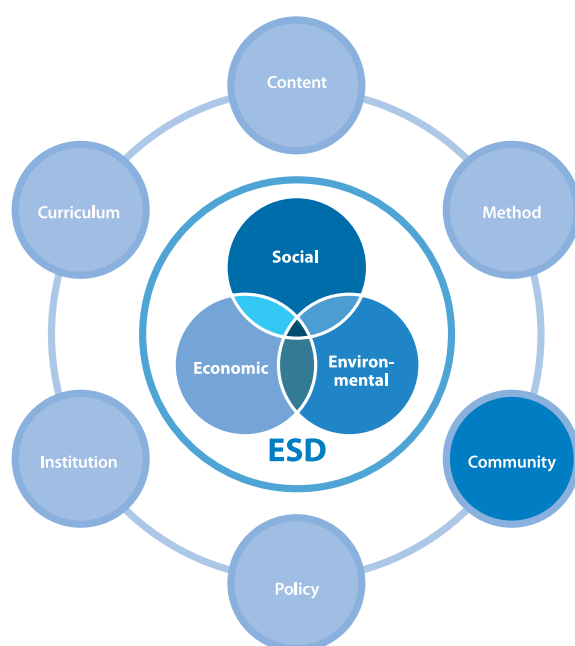 Content
Curriculum
Method
Social
Economic
Environ-
mental
ESD
Institution
Community
Policy